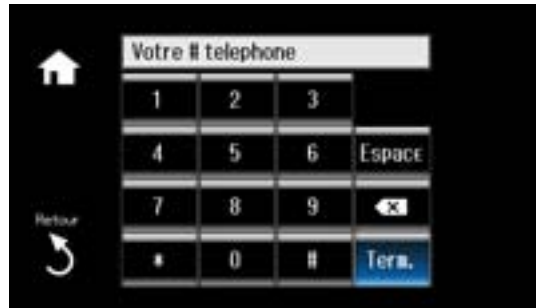 Votre # telephone
1 2 3
4 5 6 Espace
7 8 9
Retour
* 0 # Term.